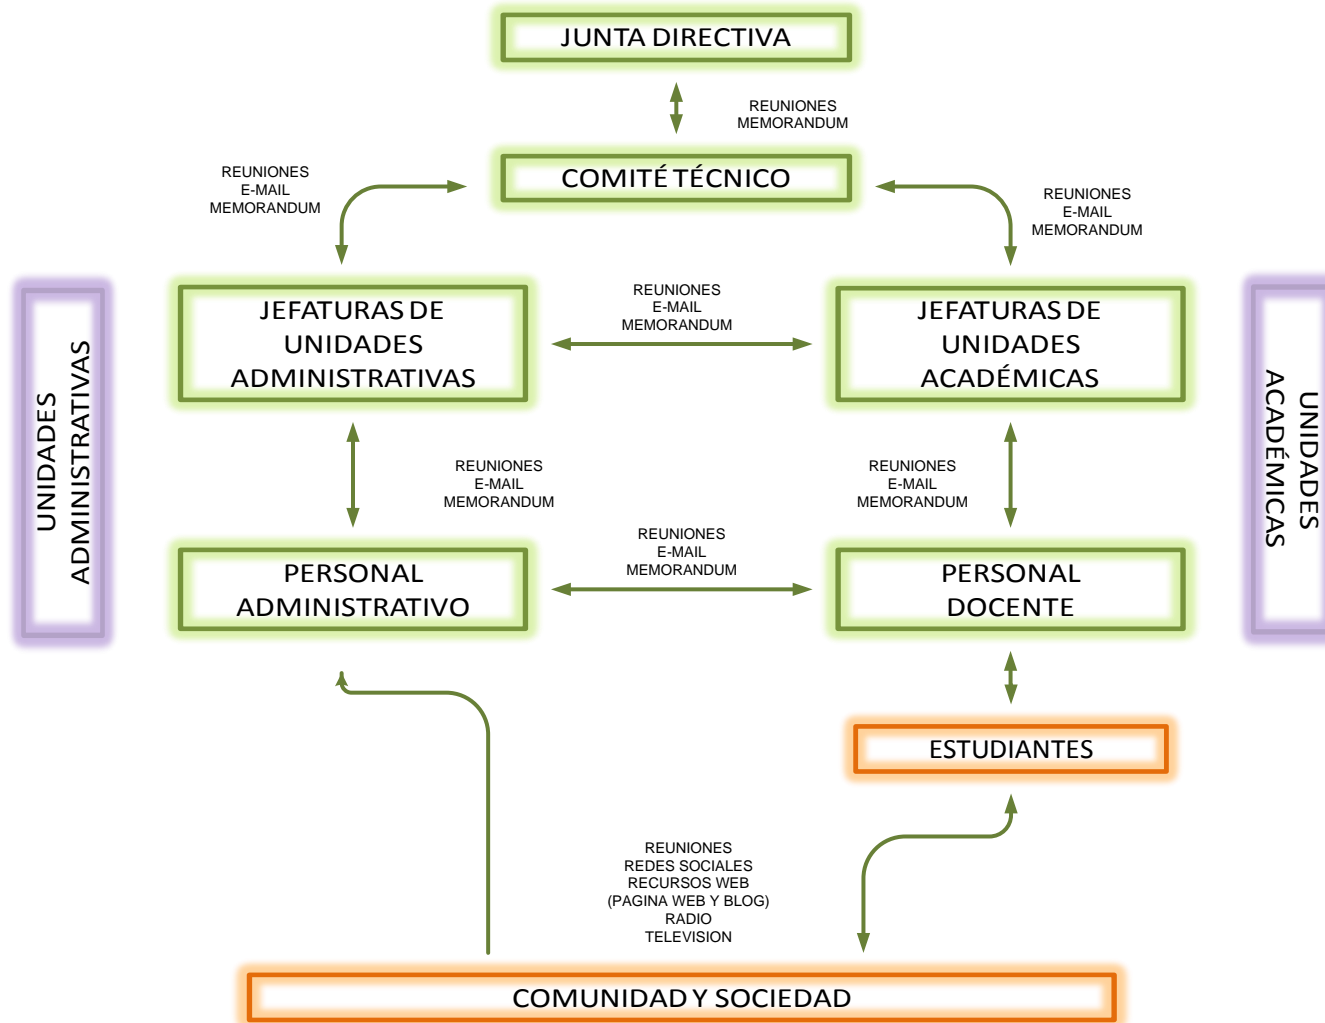 JUNTA DIRECTIVA
REUNIONES
MEMORANDUM
COMITÉ TÉCNICO
REUNIONES
E-MAIL
MEMORANDUM
REUNIONES
E-MAIL
MEMORANDUM
UNIDADES
ADMINISTRATIVAS
JEFATURAS DE
UNIDADES
ADMINISTRATIVAS
REUNIONES
E-MAIL
MEMORANDUM
JEFATURAS DE
UNIDADES
ACADÉMICAS
UNIDADES
ACADÉMICAS
REUNIONES
E-MAIL
MEMORANDUM
REUNIONES
E-MAIL
MEMORANDUM
PERSONAL
ADMINISTRATIVO
REUNIONES
E-MAIL
MEMORANDUM
PERSONAL
DOCENTE
ESTUDIANTES
REUNIONES
REDES SOCIALES
RECURSOS WEB
(PAGINA WEB Y BLOG)
RADIO
TELEVISION
COMUNIDAD Y SOCIEDAD